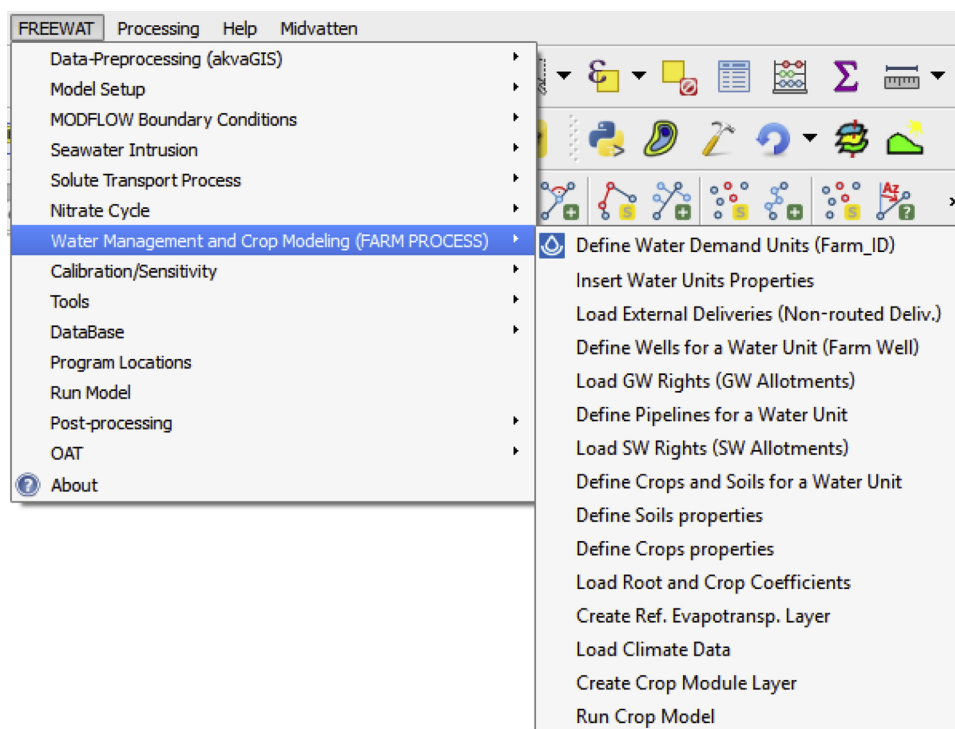 FREEWAT Processing Help Midvatten
Data-Preprocessing (akvaGIS)
Model Setup
MODFLOW Boundary Conditions
Seawater Intrusion
Solute Transport Process
Nitrate Cycle
Water Management and Crop Modeling (FARM PROCESS)
Calibration/Sensitivity
Tools
DataBase
Program Locations
Run Model
Post-processing
OAT
About
Define Water Demand Units (Farm_ID)
Insert Water Units Properties
Load External Deliveries (Non-routed Deliv.)
Define Wells for a Water Unit (Farm Well)
Load GW Rights (GW Allotments)
Define Pipelines for a Water Unit
Load SW Rights (SW Allotments)
Define Crops and Soils for a Water Unit
Define Soils properties
Define Crops properties
Load Root and Crop Coefficients
Create Ref. Evapotransp. Layer
Load Climate Data
Create Crop Module Layer
Run Crop Model